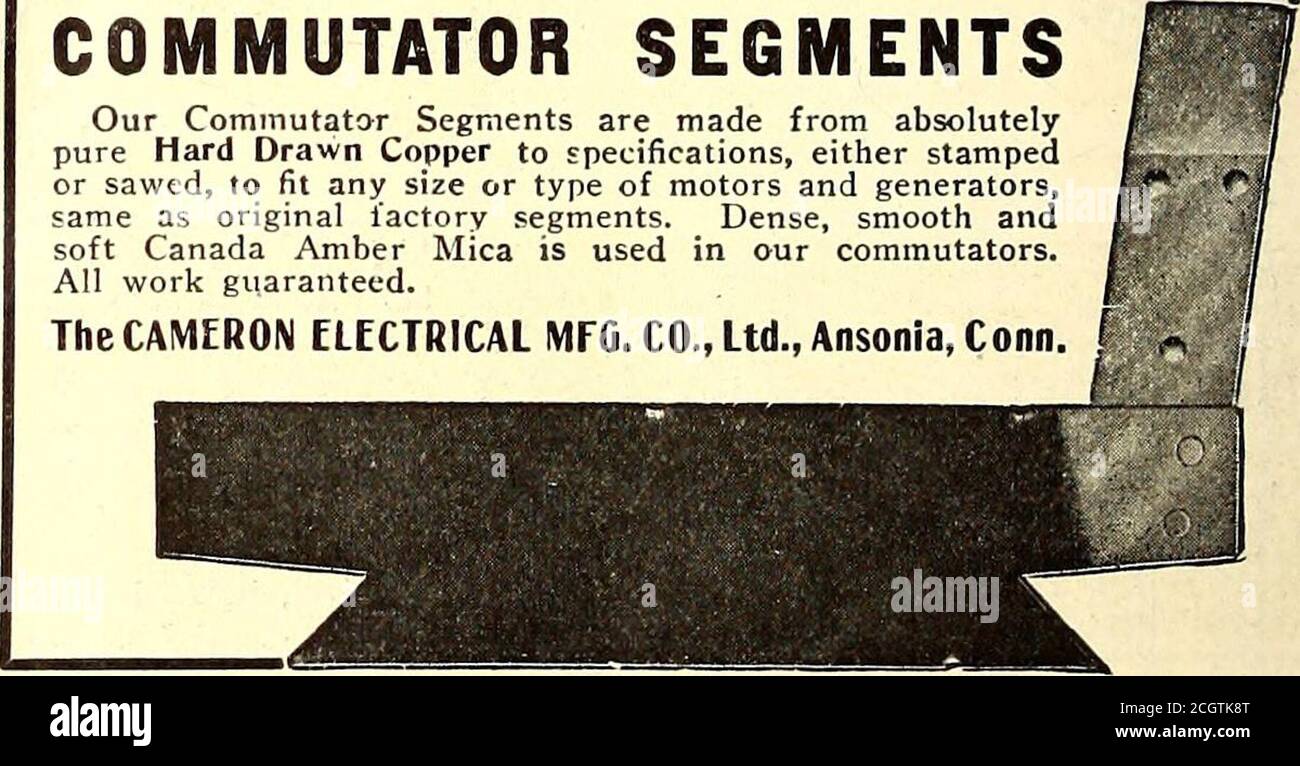 COMMUTATOR SEGMENTS
Our Commutator Segments are made from absolutely
pure Hard Drawn Copper to specifications, either stamped
or sawed, to fit any size or type of motors and generators,
same as original factory segments. Dense, smooth and
soft Canada Amber Mica is used in our commutators.
All work guaranteed.
The CAMERON ELECTRICAL MFG. CO., Ltd., Ansonia, Conn.
a a a
alamy
alamy
Image ID: 2CGTK8T
www.alamy.com